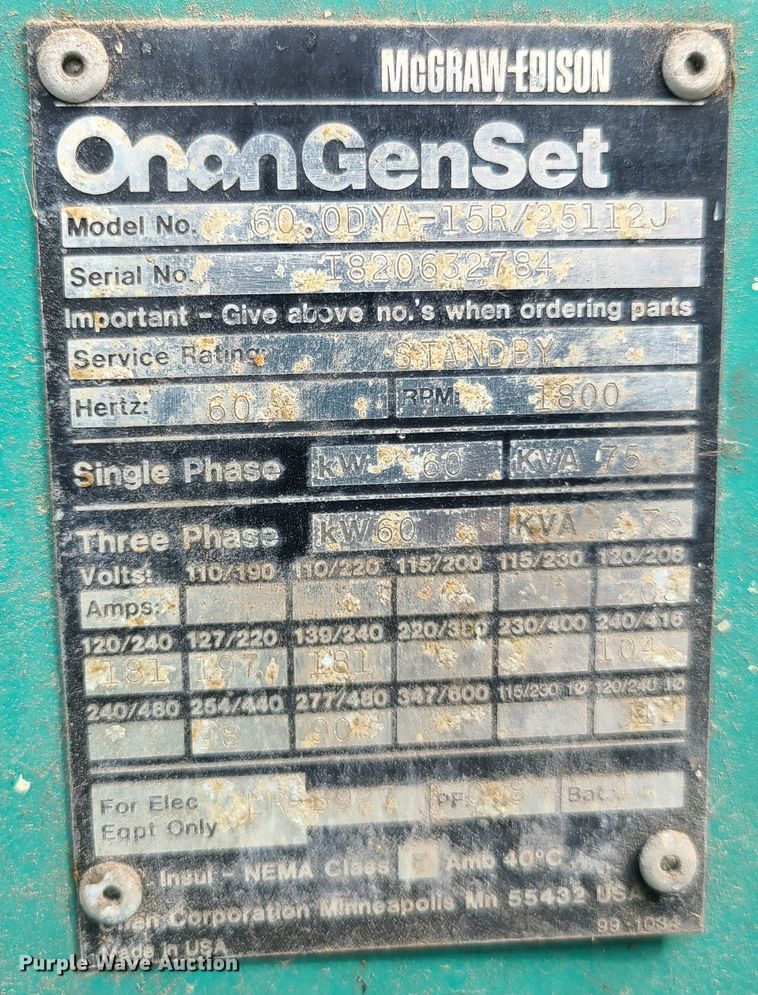 McGRAW-EDISON
Onan GenSet
Model No. 60.0DYA-15R/25112J
Serial No. I820632784
Important - Give above no.'s when ordering parts
Service Rating: STANDBY
Hertz: 60 RPM: 1800
Single Phase kW 60 KVA 75
Three Phase kW 60 KVA 75
Volts: 110/190 110/220 115/200 115/230 120/208
Amps:
120/240 127/220 139/240 220/380 230/400 240/416
181 197 181 104
240/480 254/440 277/480 347/600 115/230 1Ø 120/240 1Ø
98 90
For Elec PF
Eqpt Only Bat:
Insul - NEMA Class Amb 40°C
Onan Corporation Minneapolis Mn 55432 USA
Made in USA
Purple Wave Auction